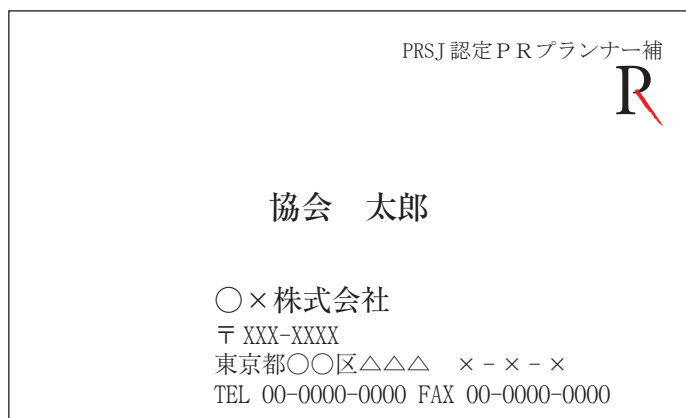 PRSJ認定ＰＲプランナー補
R
協会　太郎
○×株式会社
〒 XXX-XXXX
東京都○○区△△△　×－×－×
TEL 00-0000-0000 FAX 00-0000-0000